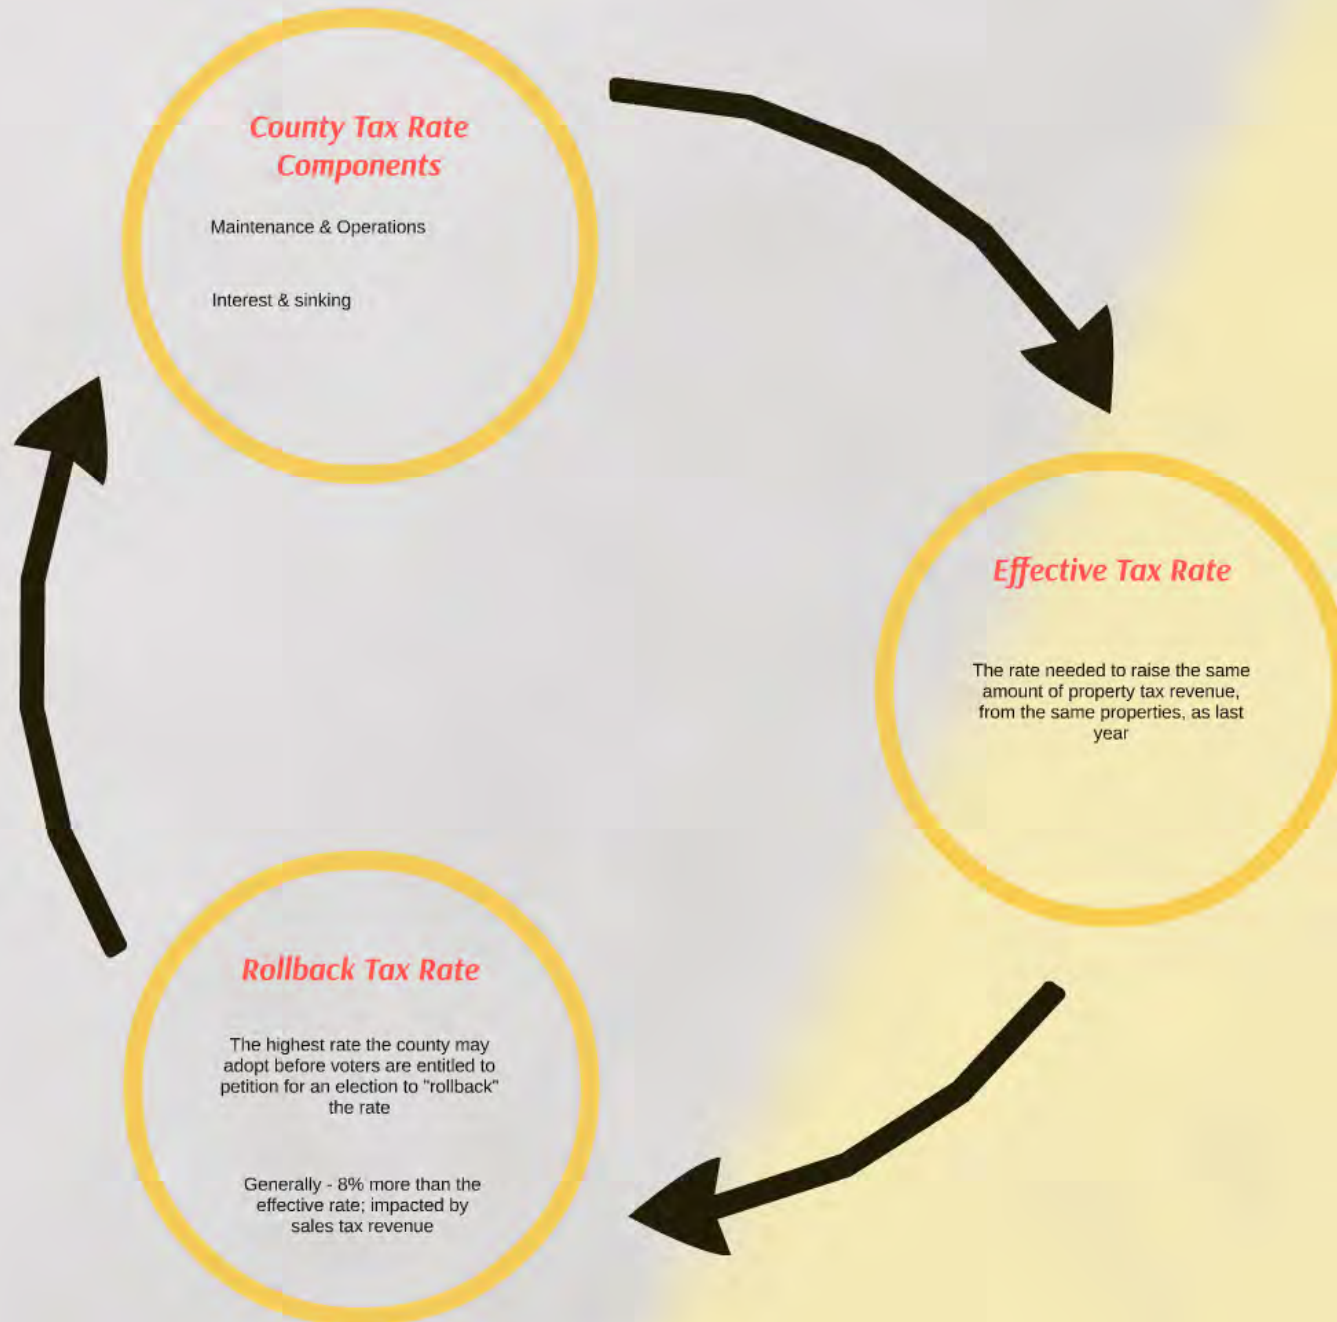 County Tax Rate
Components
Maintenance & Operations
Interest & sinking
Effective Tax Rate
The rate needed to raise the same
amount of property tax revenue,
from the same properties, as last
year
Rollback Tax Rate
The highest rate the county may
adopt before voters are entitled to
petition for an election to "rollback"
the rate
Generally - 8% more than the
effective rate; impacted by
sales tax revenue